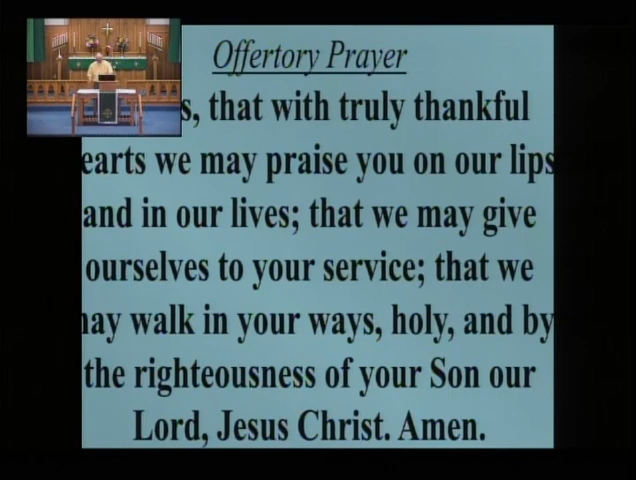 Offertory Prayer
s, that with truly thankful
earts we may praise you on our lips
and in our lives; that we may give
ourselves to your service; that we
may walk in your ways, holy, and by
the righteousness of your Son our
Lord, Jesus Christ. Amen.